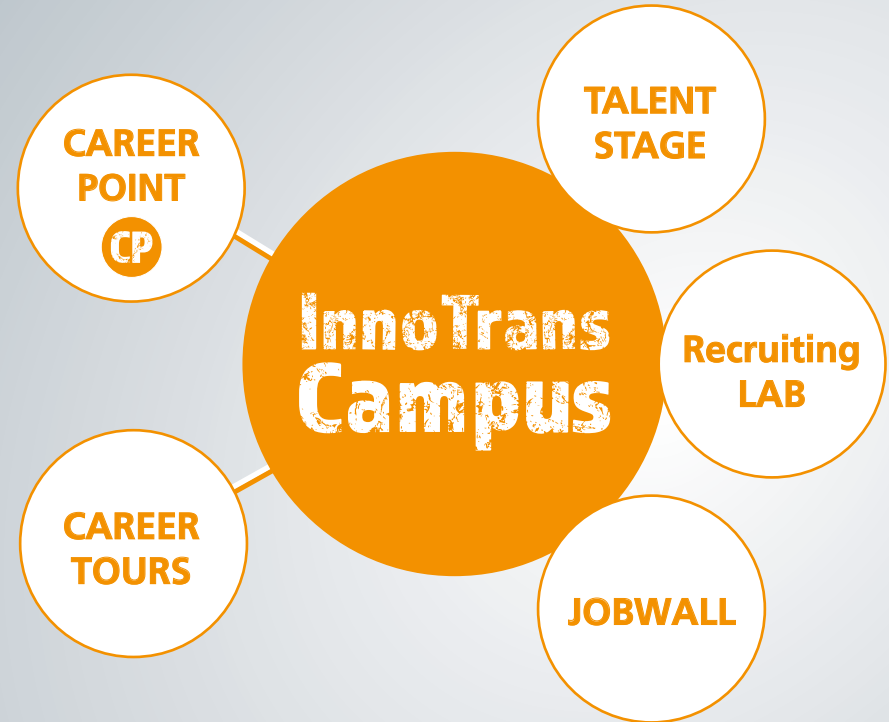 CAREER
POINT
CP
TALENT
STAGE
InnoTrans
Campus
Recruiting
LAB
CAREER
TOURS
JOBWALL